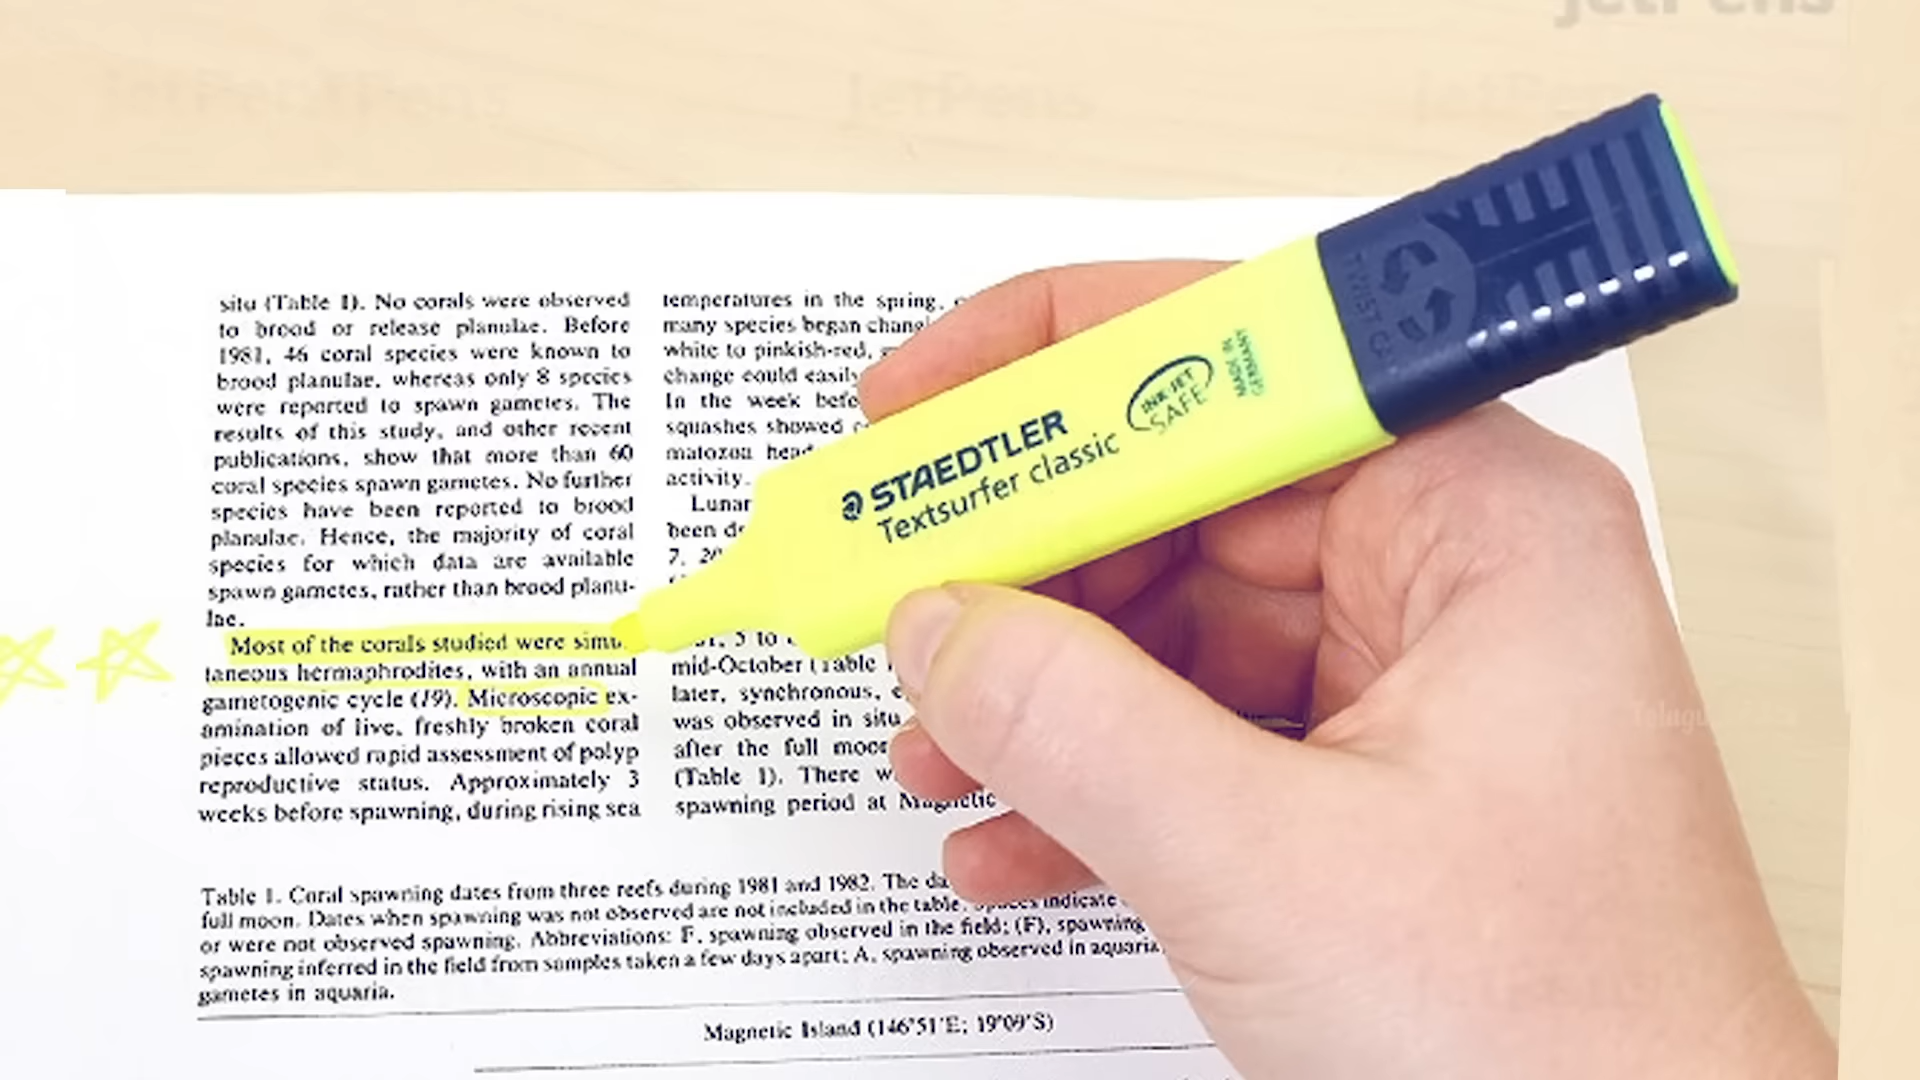 JetPens
situ (Table 1). No corals were observed
to brood or release planulae. Before
1981, 46 coral species were known to
brood planulae, whereas only 8 species
were reported to spawn gametes. The
results of this study, and other recent
publications, show that more than 60
coral species spawn gametes. No further
species have been reported to brood
planulae. Hence, the majority of coral
species for which data are available
spawn gametes, rather than brood planu-
lae.
Most of the corals studied were simul
taneous hermaphrodites, with an annual
gametogenic cycle (19). Microscopic ex-
amination of live, freshly broken coral
pieces allowed rapid assessment of polyp
reproductive status. Approximately 3
weeks before spawning, during rising sea
temperatures in the spring,
many species began
white to pinkish-red,
change could easily
In the week
squashes showed
matozoa
activity.
Lunar
been
7, 20
5 to
mid-October (Table
later, synchronous,
was observed in situ
after the full moon
(Table 1). There
spawning period at Magnetic
Table 1. Coral spawning dates from three reefs during 1981 and 1982. The
full moon. Dates when spawning was not observed are not included in the table. Spaces indicate
or were not observed spawning. Abbreviations: F, spawning observed in the field; (F), spawning
spawning inferred in the field from samples taken a few days apart; A, spawning observed in aquaria
gametes in aquaria.
Magnetic Island (146°51'E; 19°09'S)
STAEDTLER
Textsurfer classic
INK-JET
SAFE
MADE IN
GERMANY
TWIST